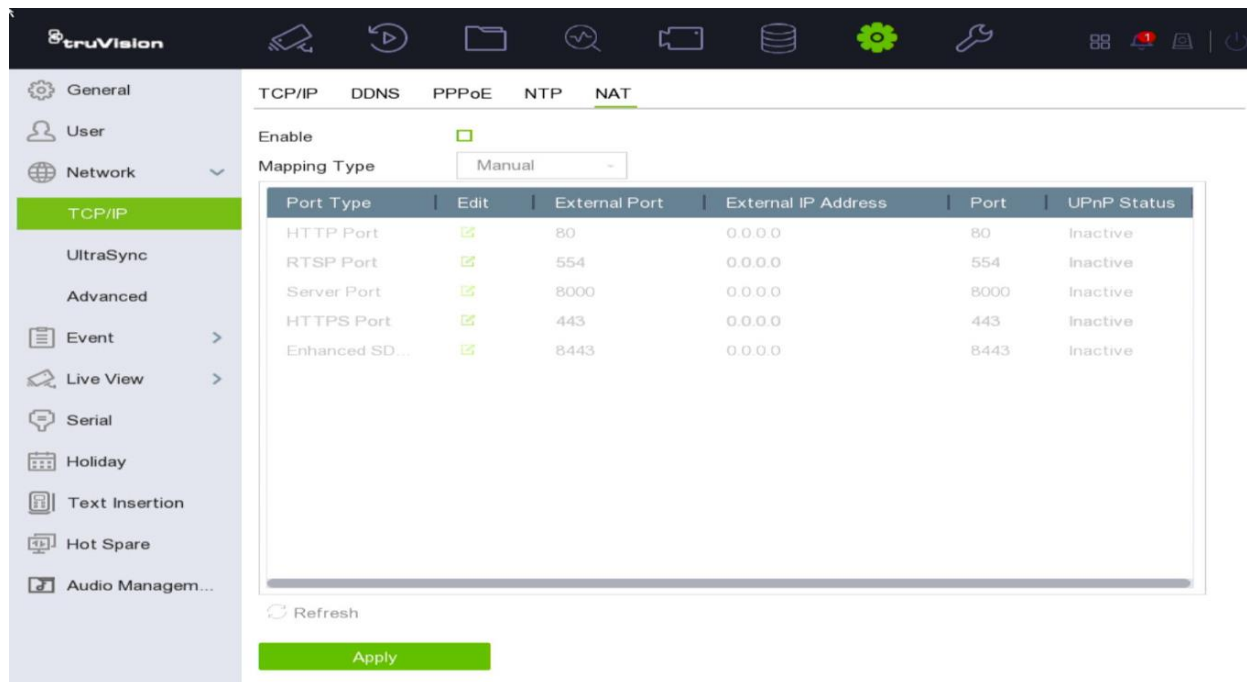 truVision
1
General
User
Network
TCP/IP
UltraSync
Advanced
Event
Live View
Serial
Holiday
Text Insertion
Hot Spare
Audio Managem...
TCP/IP DDNS PPPoE NTP NAT
Enable
Mapping Type Manual
Port Type Edit External Port External IP Address Port UPnP Status
HTTP Port 80 0.0.0.0 80 Inactive
RTSP Port 554 0.0.0.0 554 Inactive
Server Port 8000 0.0.0.0 8000 Inactive
HTTPS Port 443 0.0.0.0 443 Inactive
Enhanced SD... 8443 0.0.0.0 8443 Inactive
Refresh
Apply